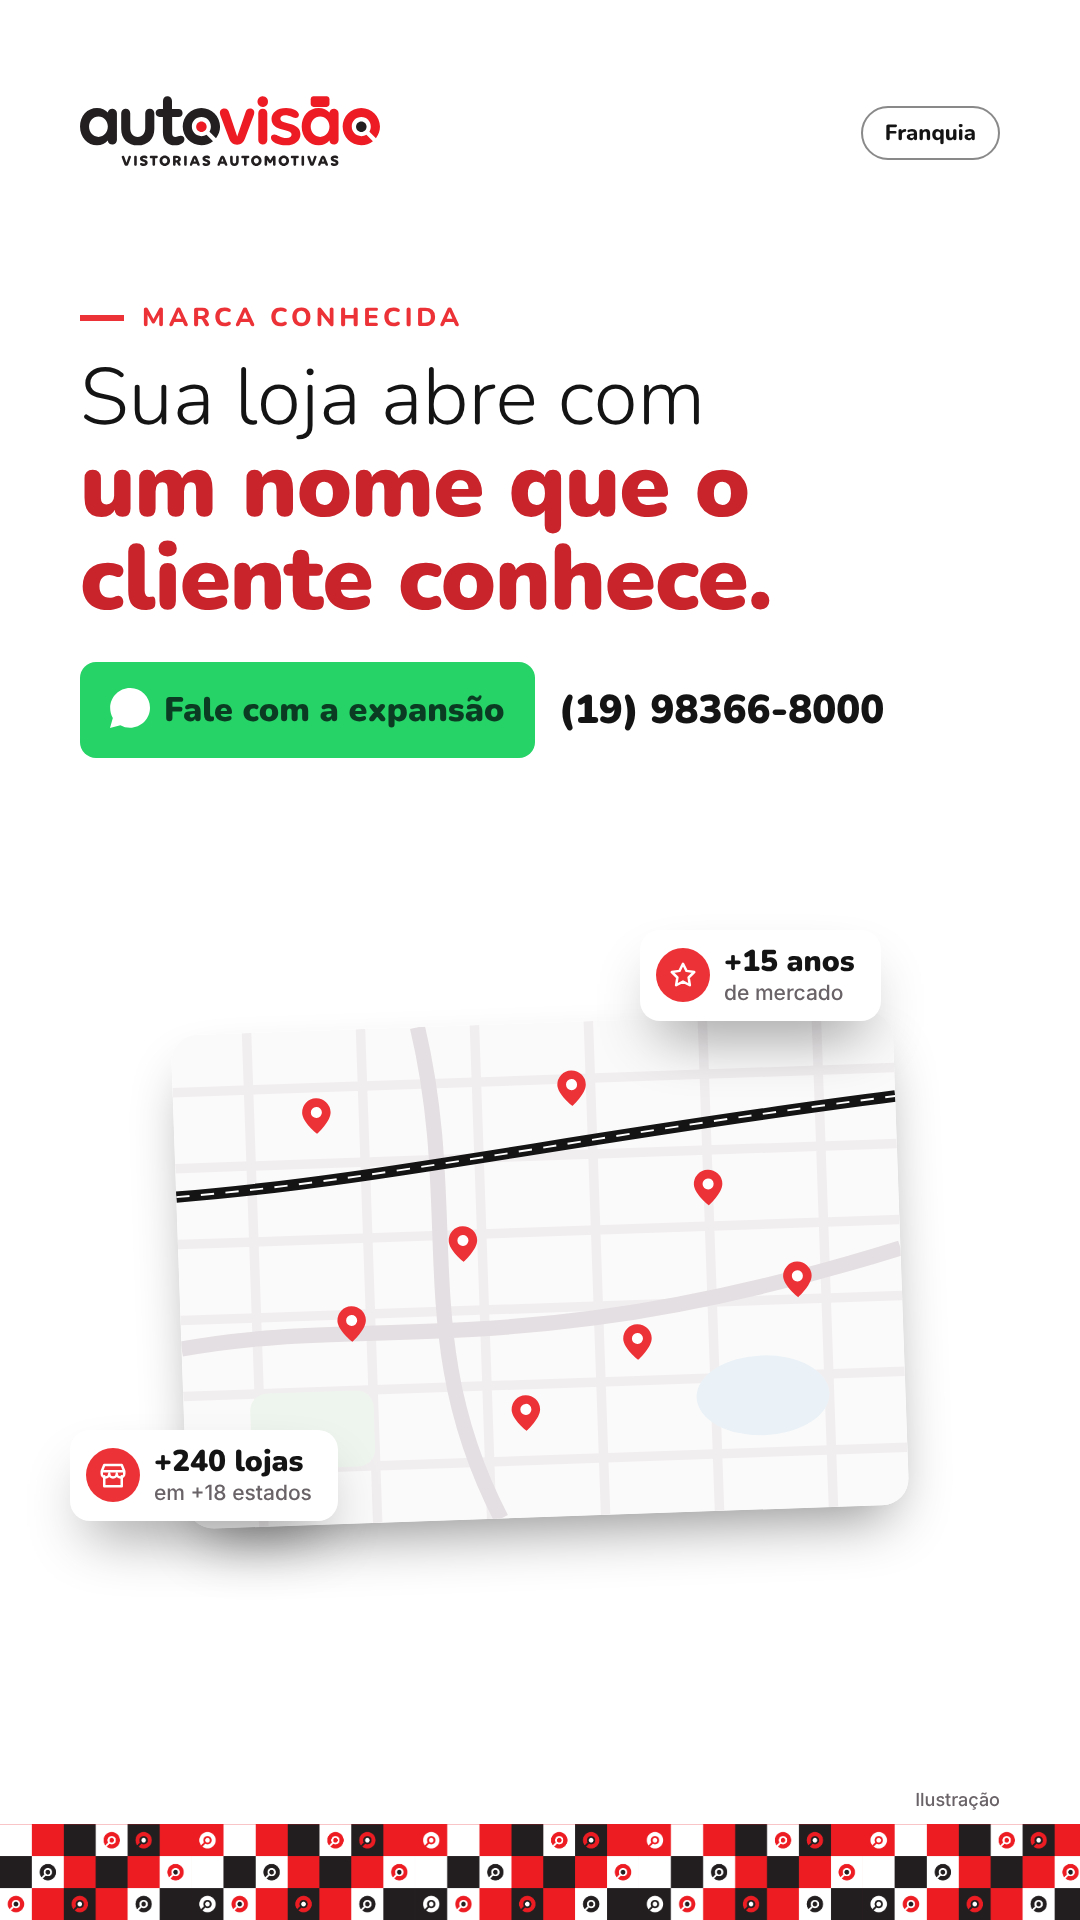 autovisão
VISTORIAS AUTOMOTIVAS
Franquia
MARCA CONHECIDA
Sua loja abre com
um nome que o
cliente conhece.
Fale com a expansão
(19) 98366-8000
+15 anos
de mercado
+240 lojas
em +18 estados
Ilustração